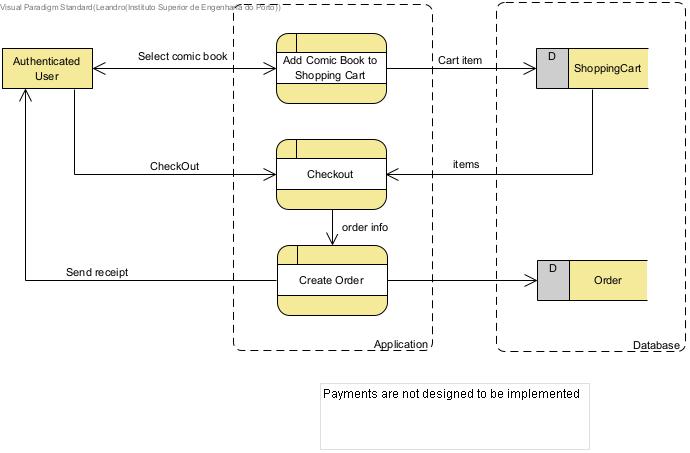 Visual Paradigm Standard(Leandro(Instituto Superior de Engenharia do Porto))
Authenticated
User
Select comic book
Add Comic Book to
Shopping Cart
Cart item
D
ShoppingCart
CheckOut
Checkout
items
order info
Send receipt
Create Order
D
Order
Application
Database
Payments are not designed to be implemented